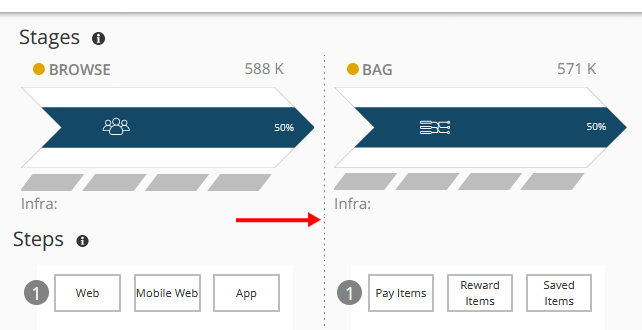 Stages
BROWSE 588 K
BAG 571 K
50%
50%
Infra:
Infra:
Steps
1 Web Mobile Web App
1 Pay Items Reward Items Saved Items